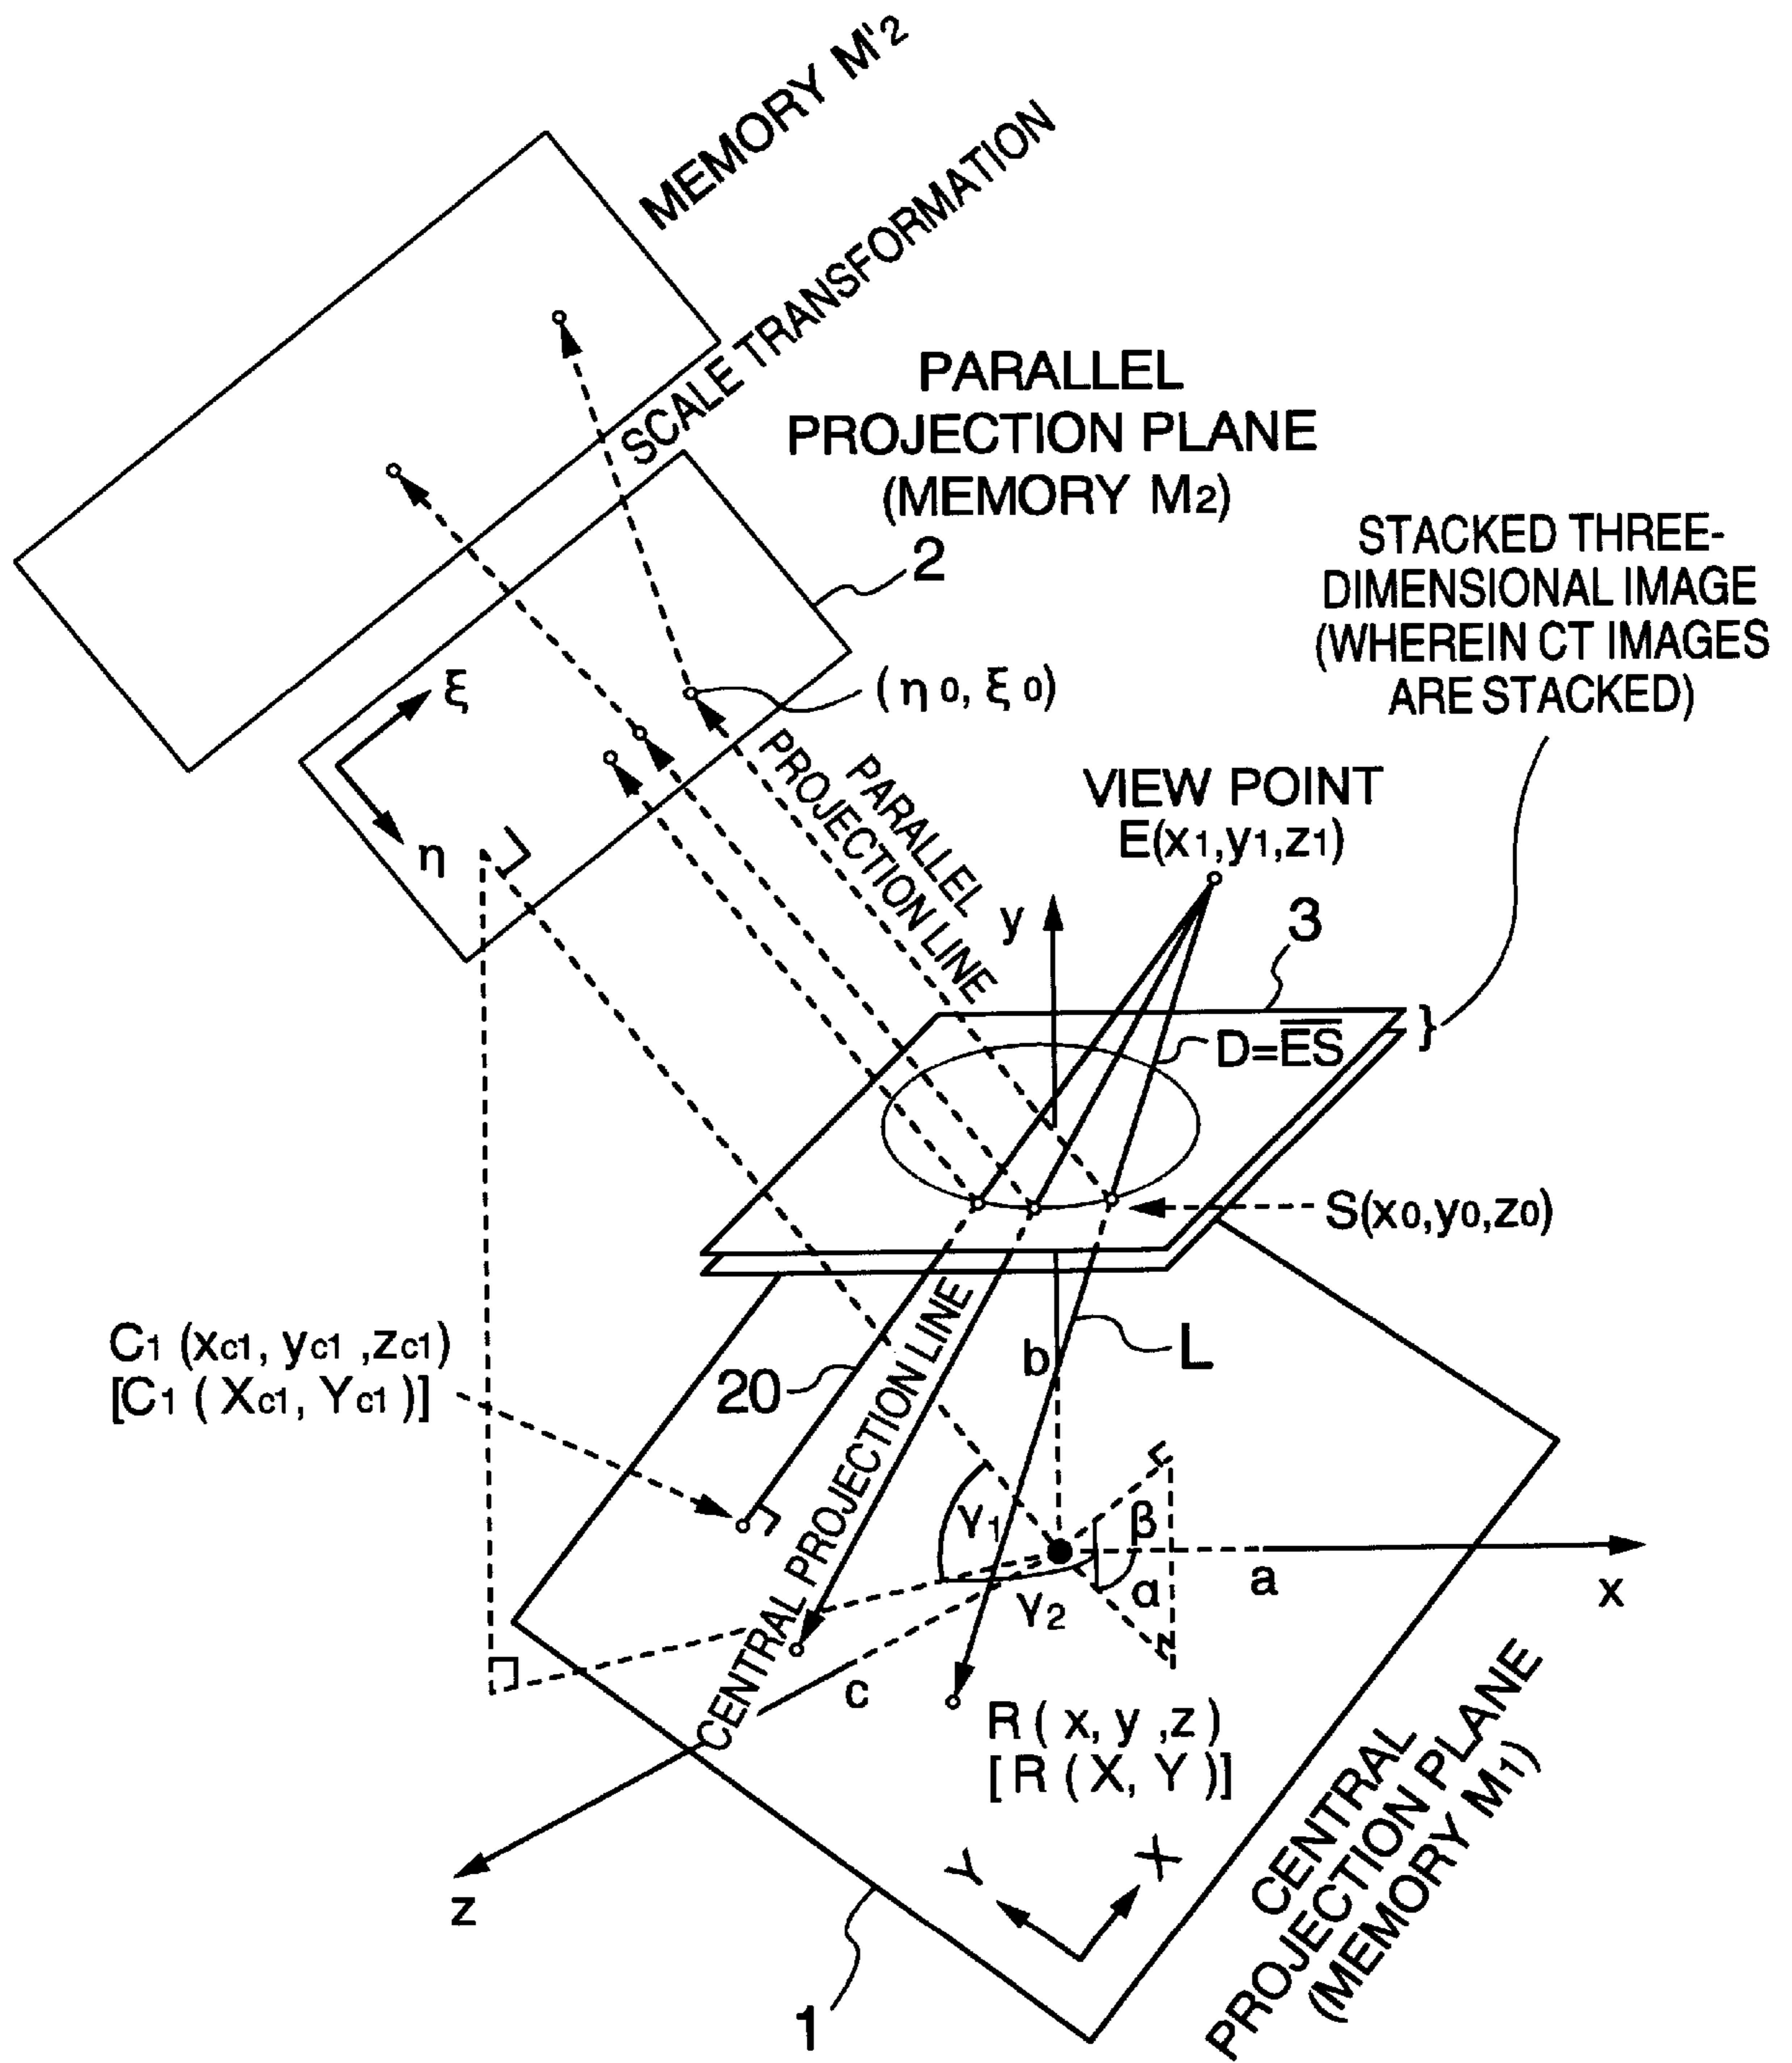 MEMORY M'2
SCALE TRANSFORMATION
PARALLEL
PROJECTION PLANE
(MEMORY M2)
2
STACKED THREE-
DIMENSIONAL IMAGE
(WHEREIN CT IMAGES
ARE STACKED)
ξ
η
(η0, ξ0)
PARALLEL
PROJECTION LINE
VIEW POINT
E(x1,y1,z1)
y
3
}
D=E̅S̅
S(x0,y0,z0)
C1 (xc1, yc1 ,zc1)
[C1 ( Xc1, Yc1 )]
20
CENTRAL PROJECTION LINE
b
L
γ1
β
α
a
x
γ2
c
R ( x, y ,z )
[ R ( X, Y )]
z
Y
X
1
CENTRAL
PROJECTION PLANE
(MEMORY M1)